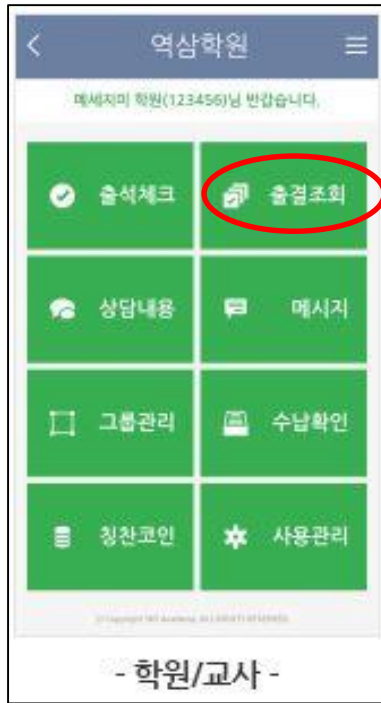 역삼학원
메세지미 학원(123456)님 반갑습니다.
출석체크 출결조회
상담내용 메시지
그룹관리 수납확인
칭찬코인 사용관리
- 학원/교사 -